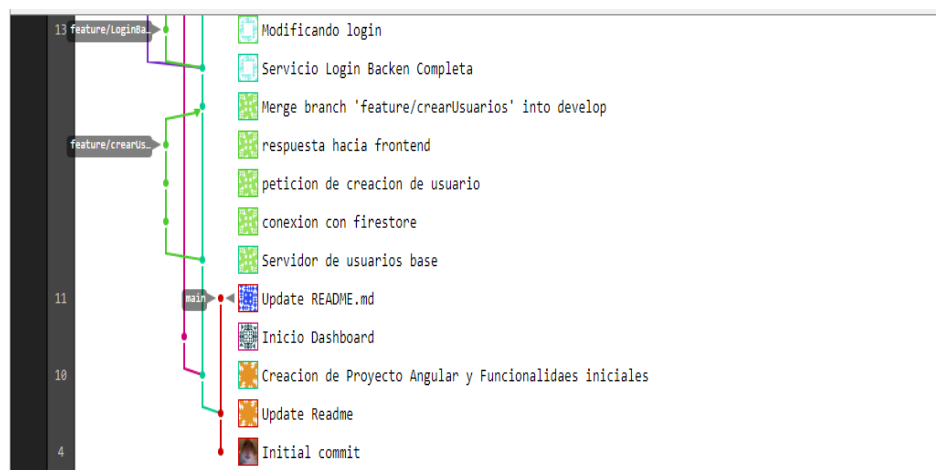 13 feature/LoginBa… Modificando login
Servicio Login Backen Completa
Merge branch 'feature/crearUsuarios' into develop
feature/crearUs… respuesta hacia frontend
peticion de creacion de usuario
conexion con firestore
Servidor de usuarios base
11 main Update README.md
Inicio Dashboard
10 Creacion de Proyecto Angular y Funcionalidaes iniciales
Update Readme
4 Initial commit